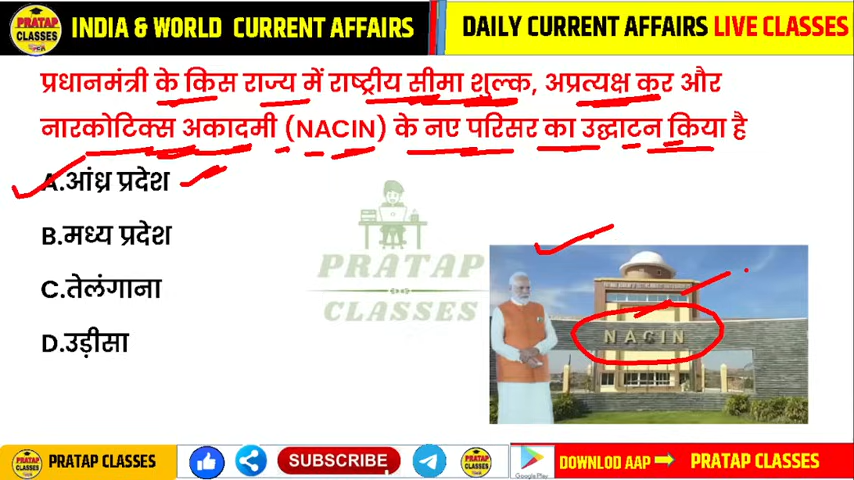 INDIA & WORLD CURRENT AFFAIRS
DAILY CURRENT AFFAIRS LIVE CLASSES
प्रधानमंत्री के किस राज्य में राष्ट्रीय सीमा शुल्क, अप्रत्यक्ष कर और
नारकोटिक्स अकादमी (NACIN) के नए परिसर का उद्घाटन किया है
A.आंध्र प्रदेश
B.मध्य प्रदेश
C.तेलंगाना
D.उड़ीसा
PRATAP
CLASSES
NACIN
PRATAP CLASSES
SUBSCRIBE
PRATAP
CLASSES
Google Play
DOWNLOD AAP
PRATAP CLASSES